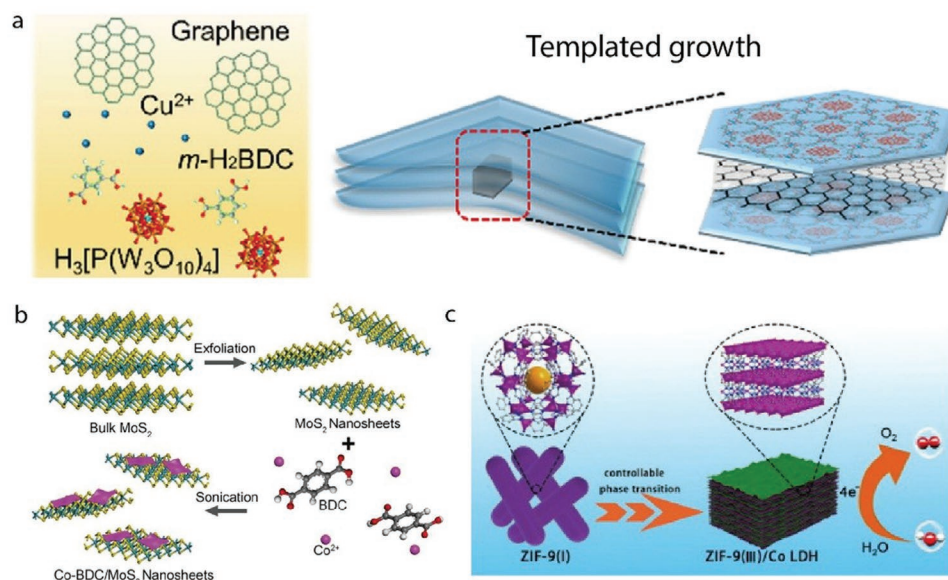 a
Graphene
Cu²⁺
m-H₂BDC
H₃[P(W₃O₁₀)₄]
Templated growth
b
Exfoliation
Bulk MoS₂
MoS₂ Nanosheets
+
BDC
Co²⁺
Sonication
Co-BDC/MoS₂ Nanosheets
c
controllable
phase transition
ZIF-9(I)
ZIF-9(III)/Co LDH
O₂
4e⁻
H₂O